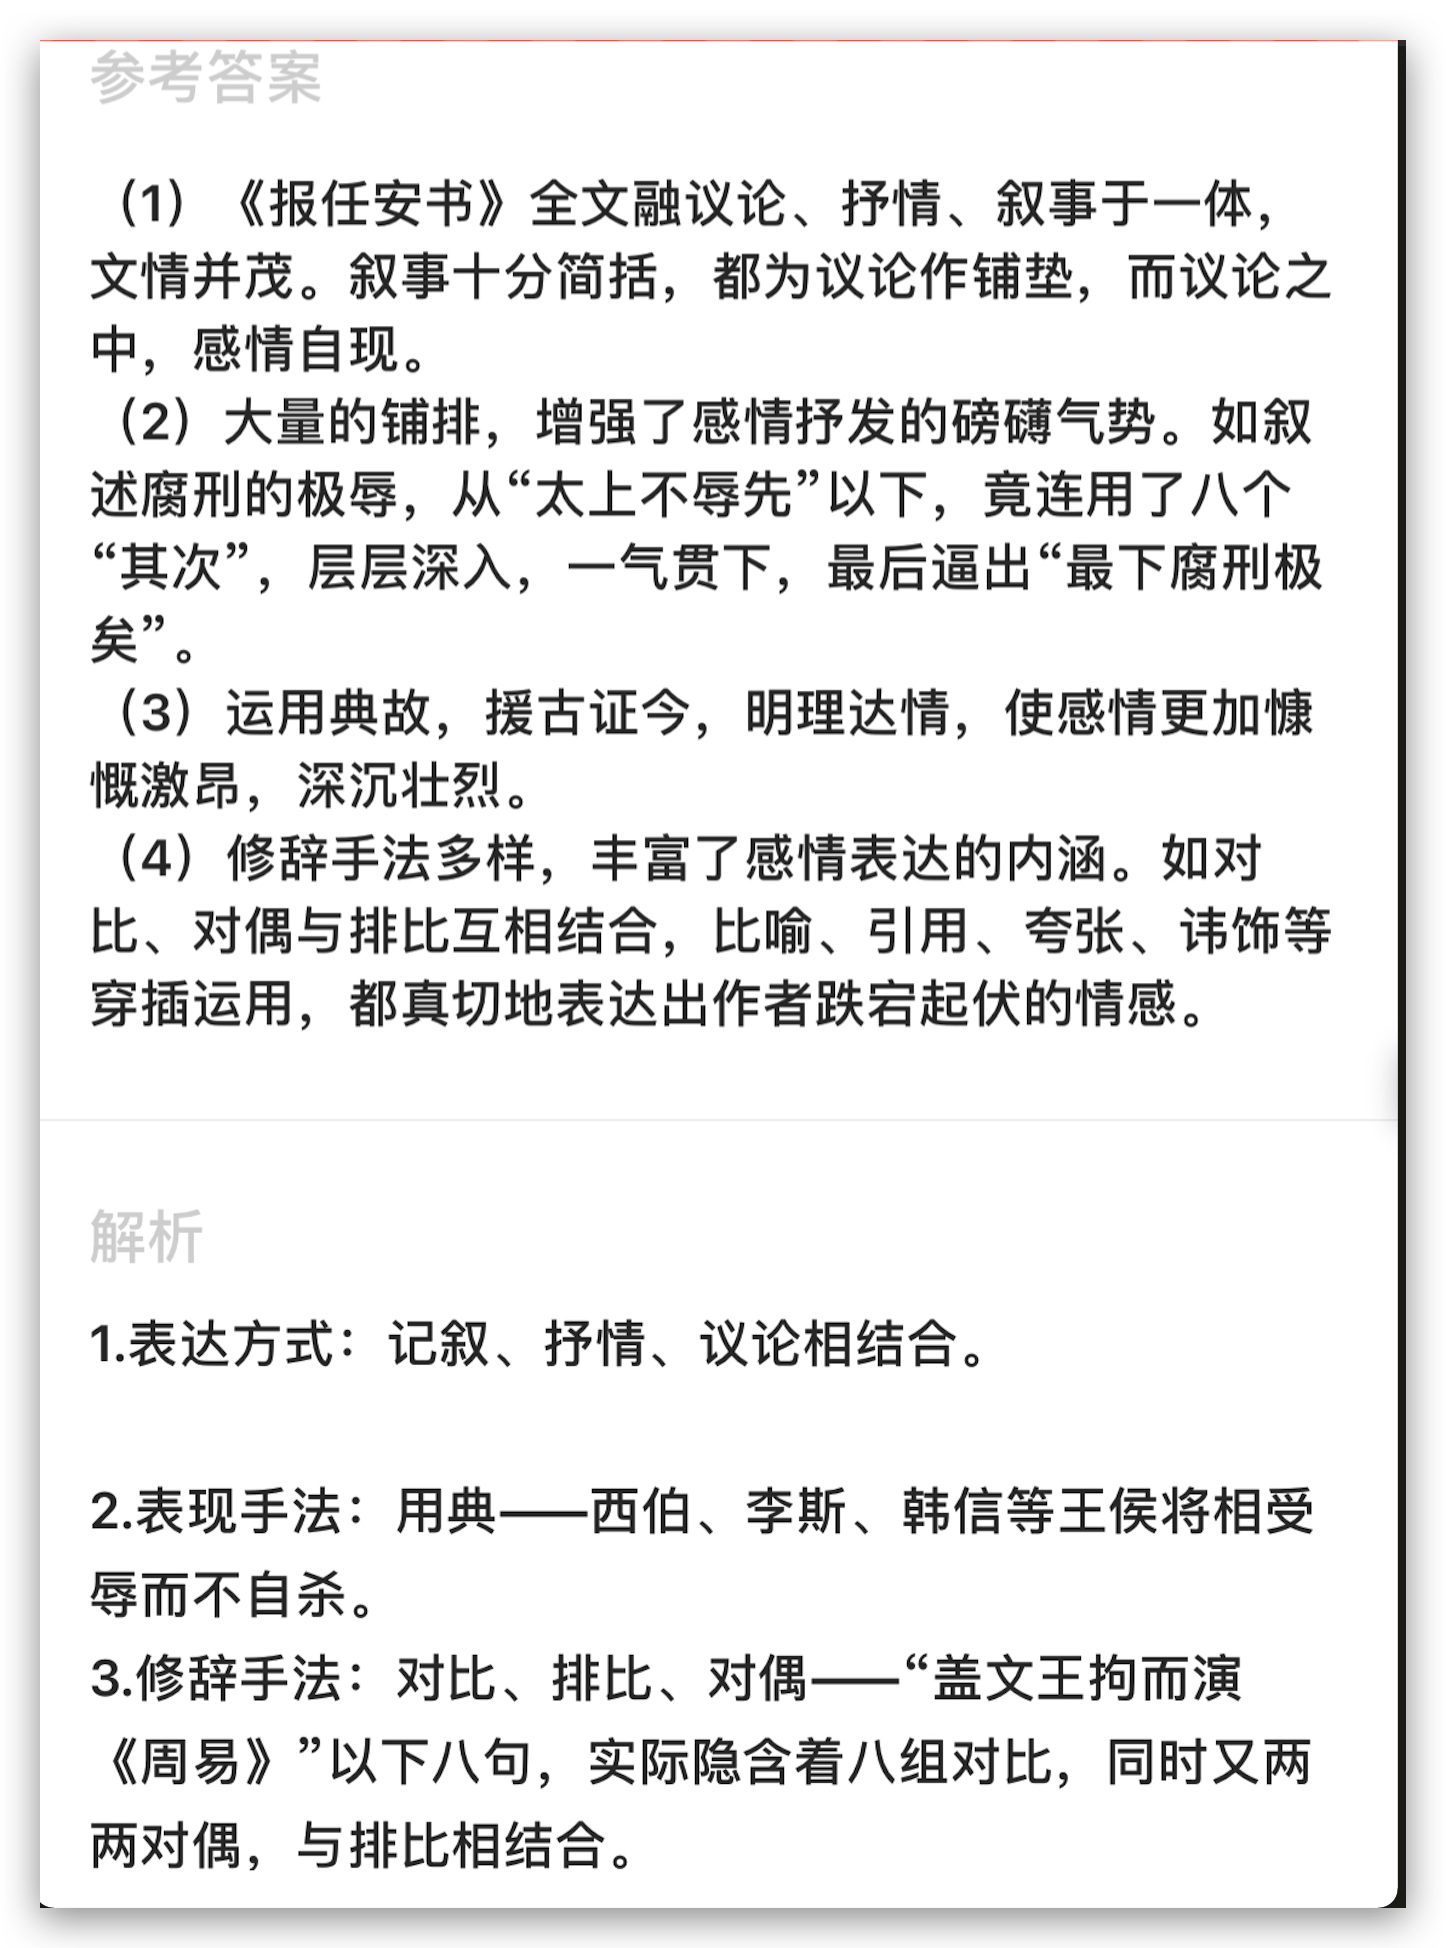 参考答案
（1）《报任安书》全文融议论、抒情、叙事于一体，
文情并茂。叙事十分简括，都为议论作铺垫，而议论之
中，感情自现。
（2）大量的铺排，增强了感情抒发的磅礴气势。如叙
述腐刑的极辱，从“太上不辱先”以下，竟连用了八个
“其次”，层层深入，一气贯下，最后逼出“最下腐刑极
矣”。
（3）运用典故，援古证今，明理达情，使感情更加慷
慨激昂，深沉壮烈。
（4）修辞手法多样，丰富了感情表达的内涵。如对
比、对偶与排比互相结合，比喻、引用、夸张、讳饰等
穿插运用，都真切地表达出作者跌宕起伏的情感。
解析
1.表达方式：记叙、抒情、议论相结合。
2.表现手法：用典——西伯、李斯、韩信等王侯将相受
辱而不自杀。
3.修辞手法：对比、排比、对偶——“盖文王拘而演
《周易》”以下八句，实际隐含着八组对比，同时又两
两对偶，与排比相结合。